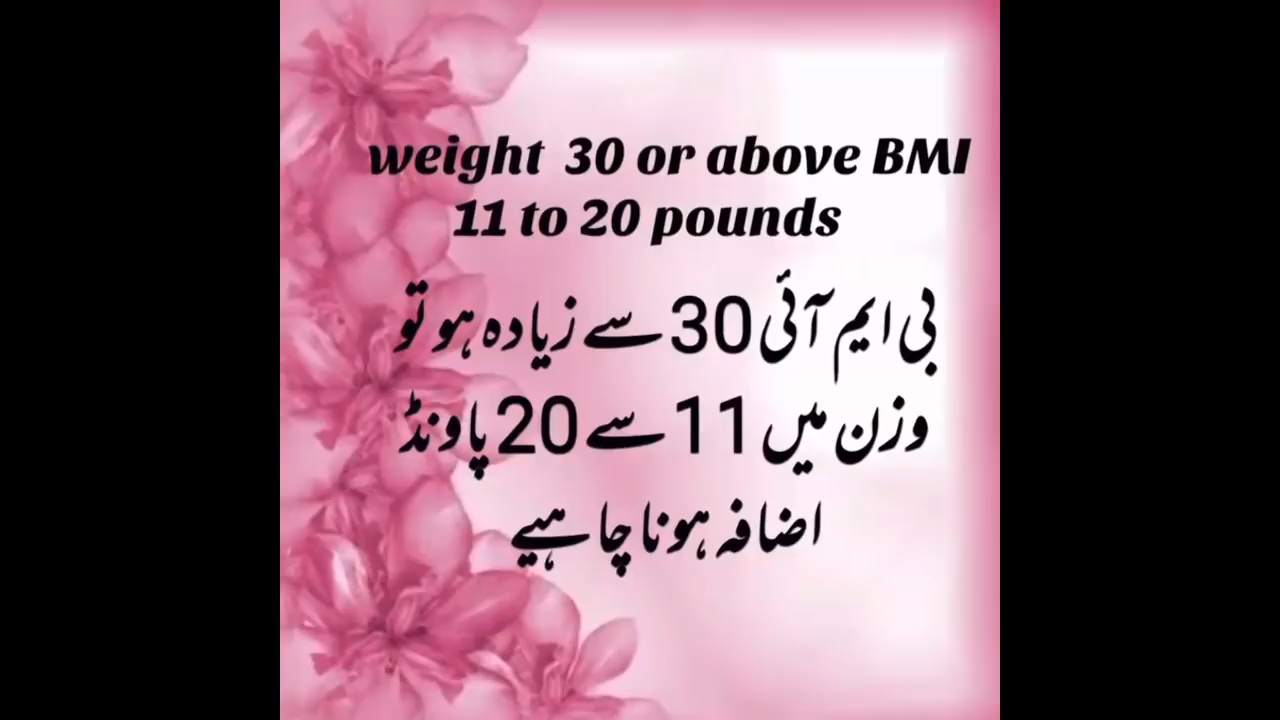 weight 30 or above BMI
11 to 20 pounds
بی ایم آئی 30 سے زیادہ ہو تو
وزن میں 11 سے 20 پاونڈ
اضافہ ہونا چاہیے